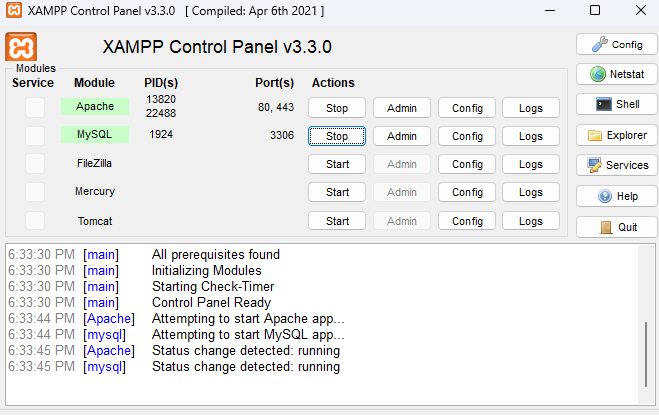 XAMPP Control Panel v3.3.0 [ Compiled: Apr 6th 2021 ]
XAMPP Control Panel v3.3.0
Config
Modules
Service Module PID(s) Port(s) Actions
Netstat
Apache 13820 22488 80, 443 Stop Admin Config Logs
Shell
MySQL 1924 3306 Stop Admin Config Logs
Explorer
FileZilla Start Admin Config Logs
Services
Mercury Start Admin Config Logs
Help
Tomcat Start Admin Config Logs
Quit
6:33:30 PM [main] All prerequisites found
6:33:30 PM [main] Initializing Modules
6:33:30 PM [main] Starting Check-Timer
6:33:30 PM [main] Control Panel Ready
6:33:44 PM [Apache] Attempting to start Apache app...
6:33:44 PM [mysql] Attempting to start MySQL app...
6:33:45 PM [Apache] Status change detected: running
6:33:45 PM [mysql] Status change detected: running